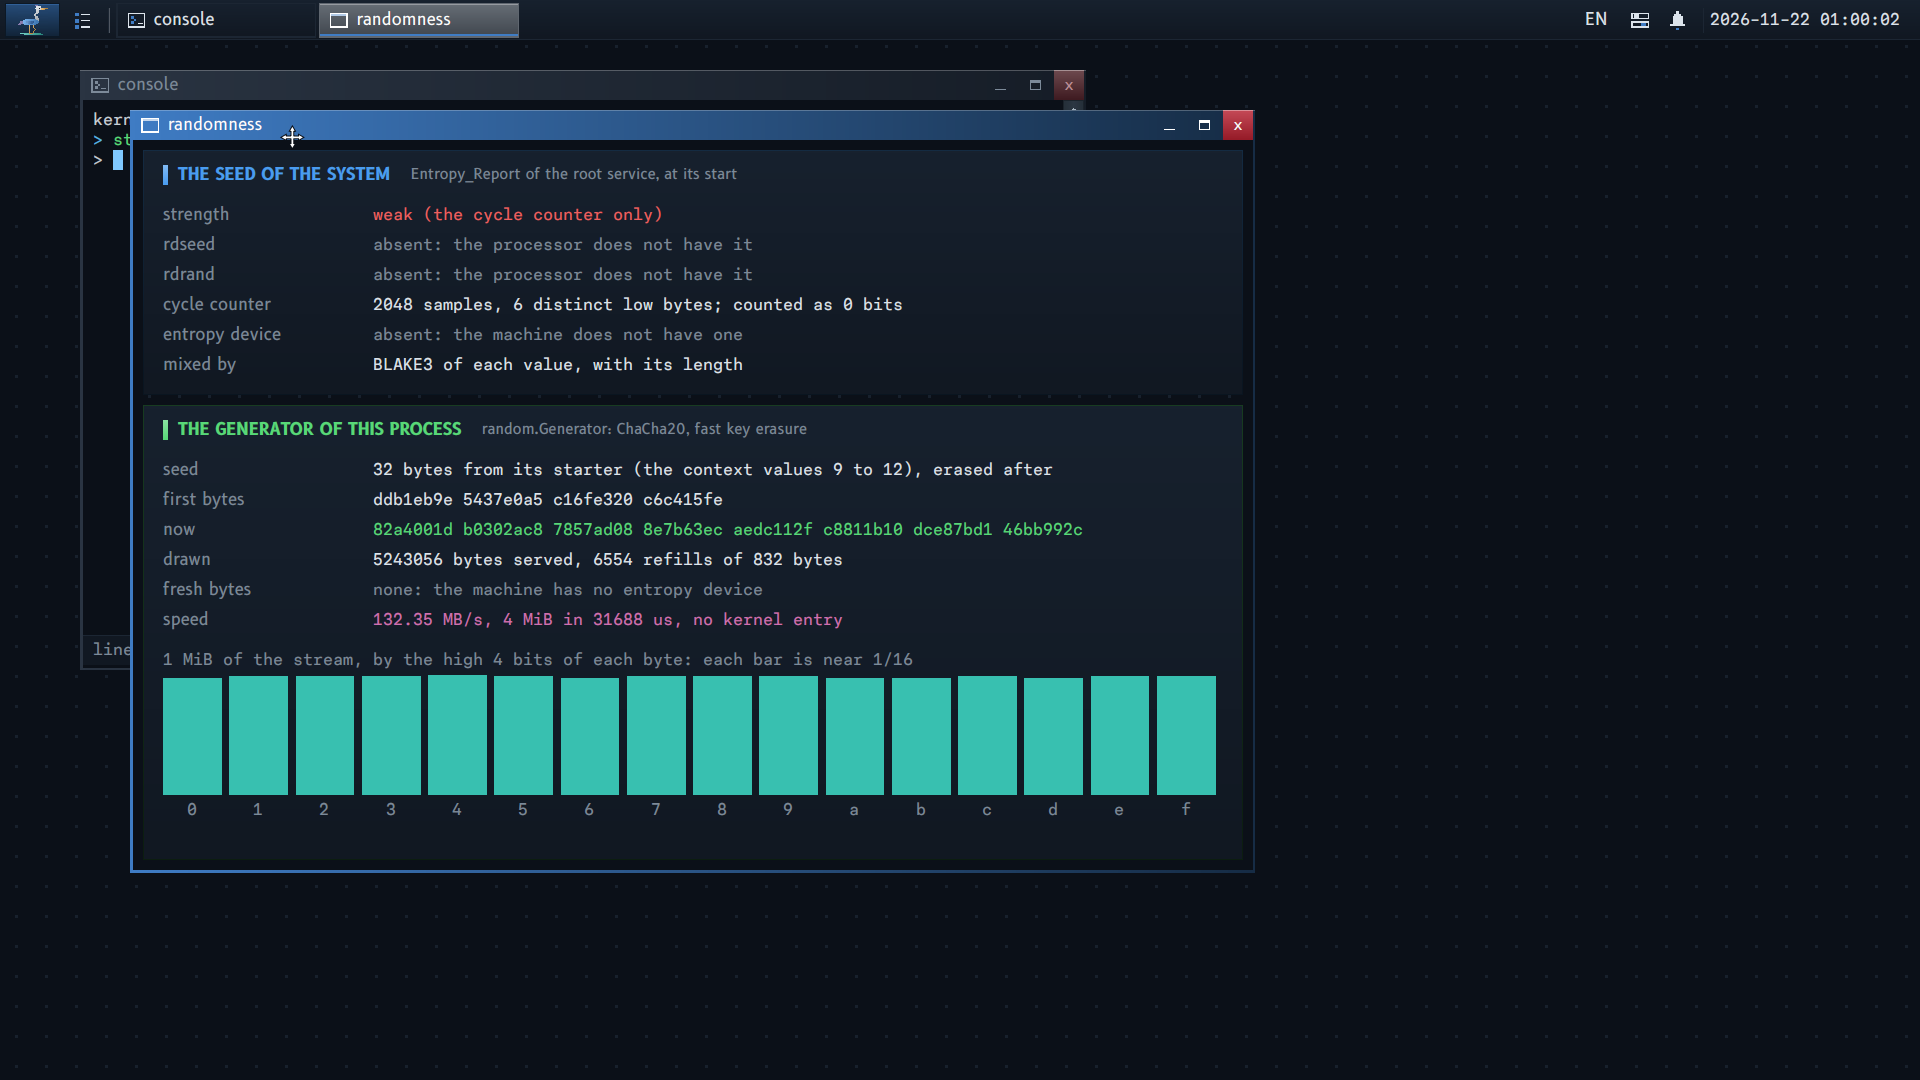 console
randomness
EN
2026-11-22 01:00:02
console
x
kern
> st
>
line
randomness
x
THE SEED OF THE SYSTEM Entropy_Report of the root service, at its start
strength weak (the cycle counter only)
rdseed absent: the processor does not have it
rdrand absent: the processor does not have it
cycle counter 2048 samples, 6 distinct low bytes; counted as 0 bits
entropy device absent: the machine does not have one
mixed by BLAKE3 of each value, with its length
THE GENERATOR OF THIS PROCESS random.Generator: ChaCha20, fast key erasure
seed 32 bytes from its starter (the context values 9 to 12), erased after
first bytes ddb1eb9e 5437e0a5 c16fe320 c6c415fe
now 82a4001d b0302ac8 7857ad08 8e7b63ec aedc112f c8811b10 dce87bd1 46bb992c
drawn 5243056 bytes served, 6554 refills of 832 bytes
fresh bytes none: the machine has no entropy device
speed 132.35 MB/s, 4 MiB in 31688 us, no kernel entry
1 MiB of the stream, by the high 4 bits of each byte: each bar is near 1/16
0 1 2 3 4 5 6 7 8 9 a b c d e f